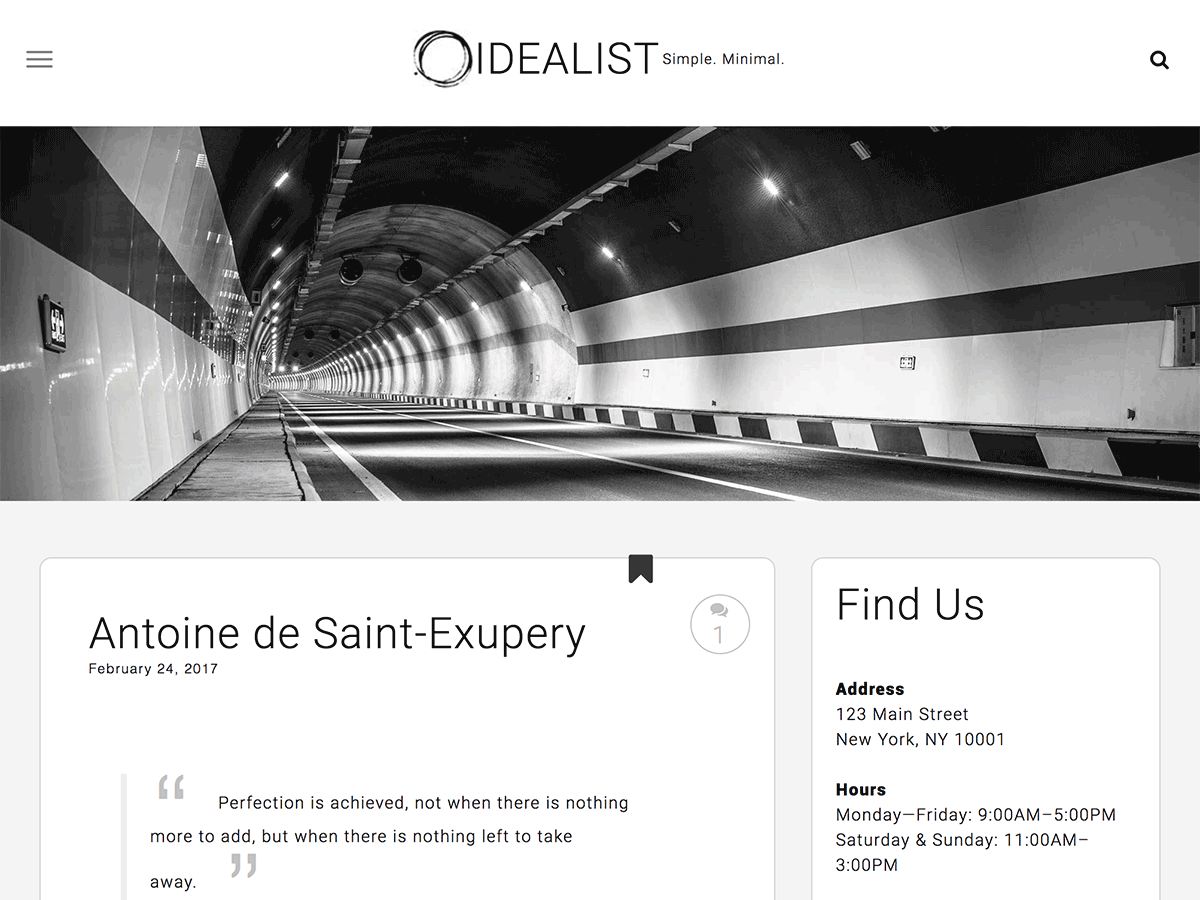 IDEALIST Simple. Minimal.
Antoine de Saint-Exupery
February 24, 2017
1
“ Perfection is achieved, not when there is nothing
more to add, but when there is nothing left to take
away. ”
Find Us
Address
123 Main Street
New York, NY 10001
Hours
Monday—Friday: 9:00AM–5:00PM
Saturday & Sunday: 11:00AM–
3:00PM